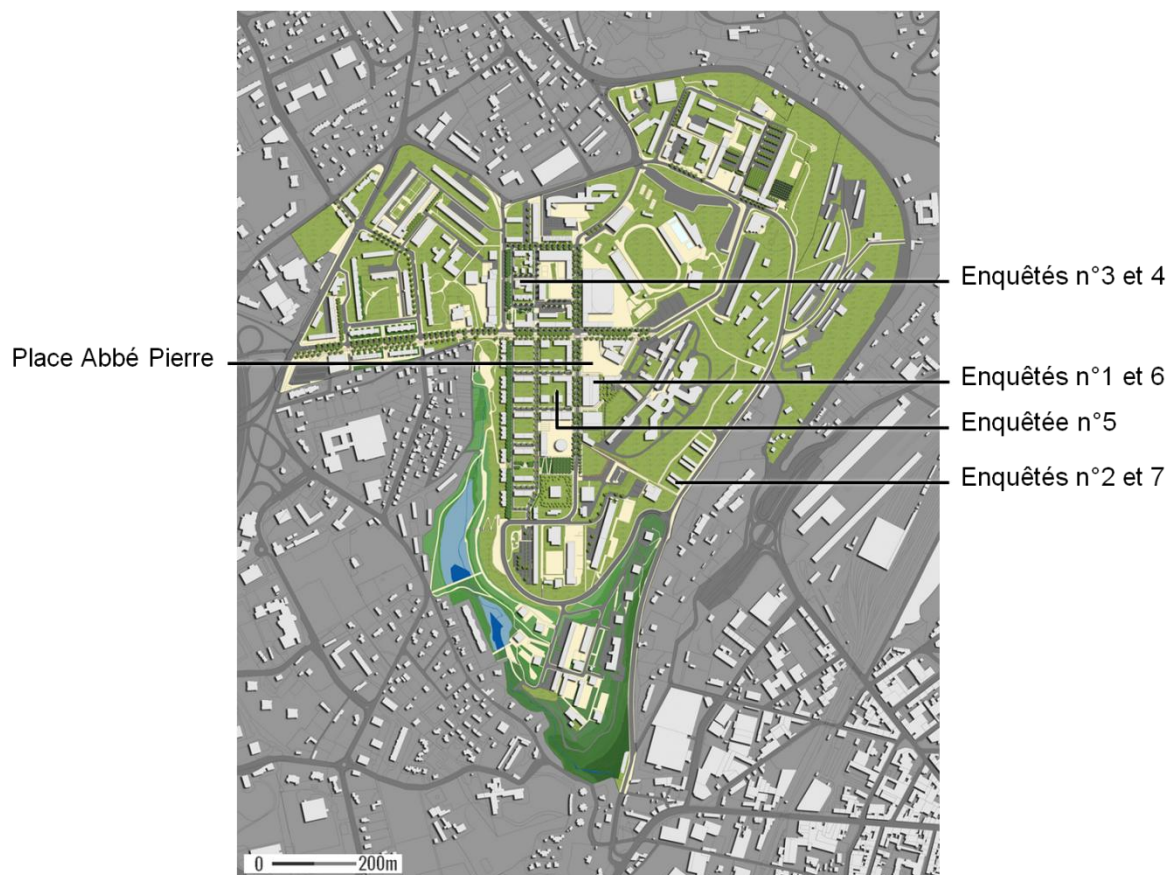 Enquêtés n°3 et 4
Place Abbé Pierre
Enquêtés n°1 et 6
Enquêtée n°5
Enquêtés n°2 et 7
0 200m